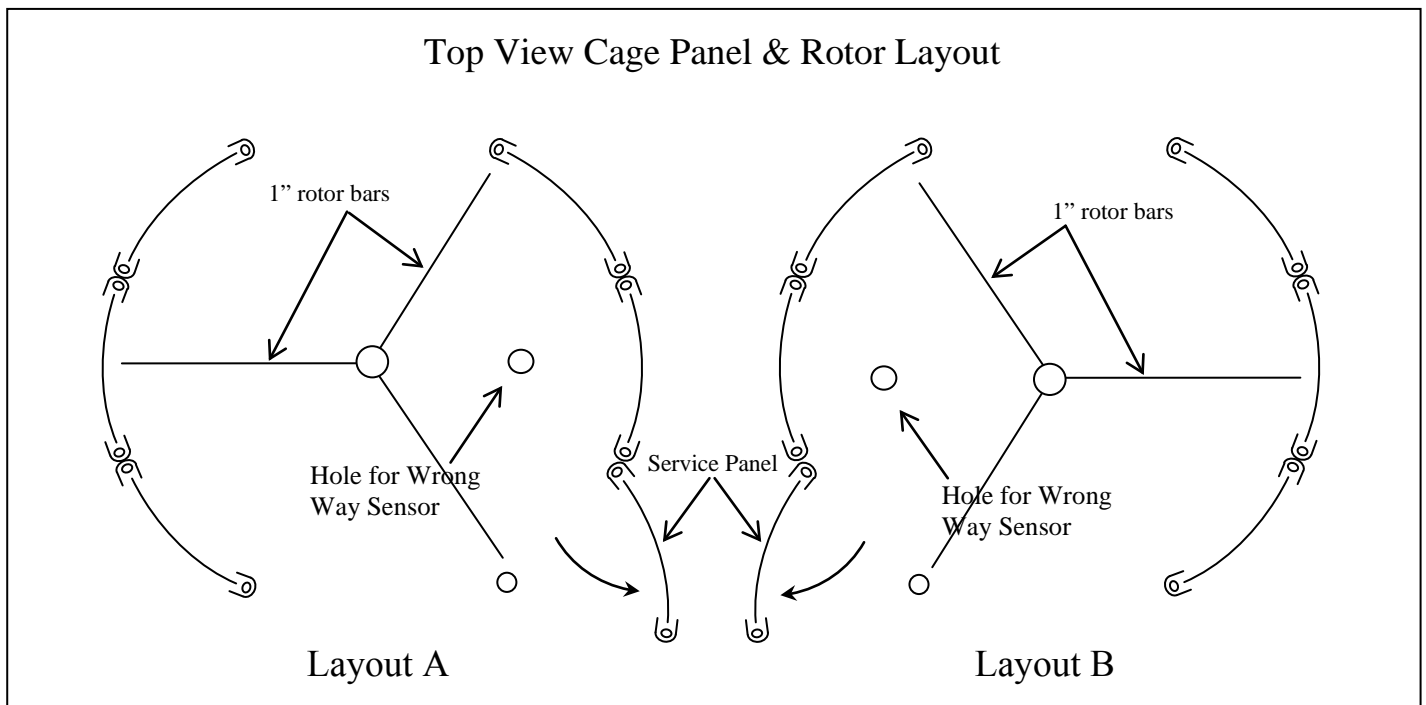 Top View Cage Panel & Rotor Layout
1” rotor bars
1” rotor bars
Hole for Wrong
Way Sensor
Service Panel
Hole for Wrong
Way Sensor
Layout A
Layout B